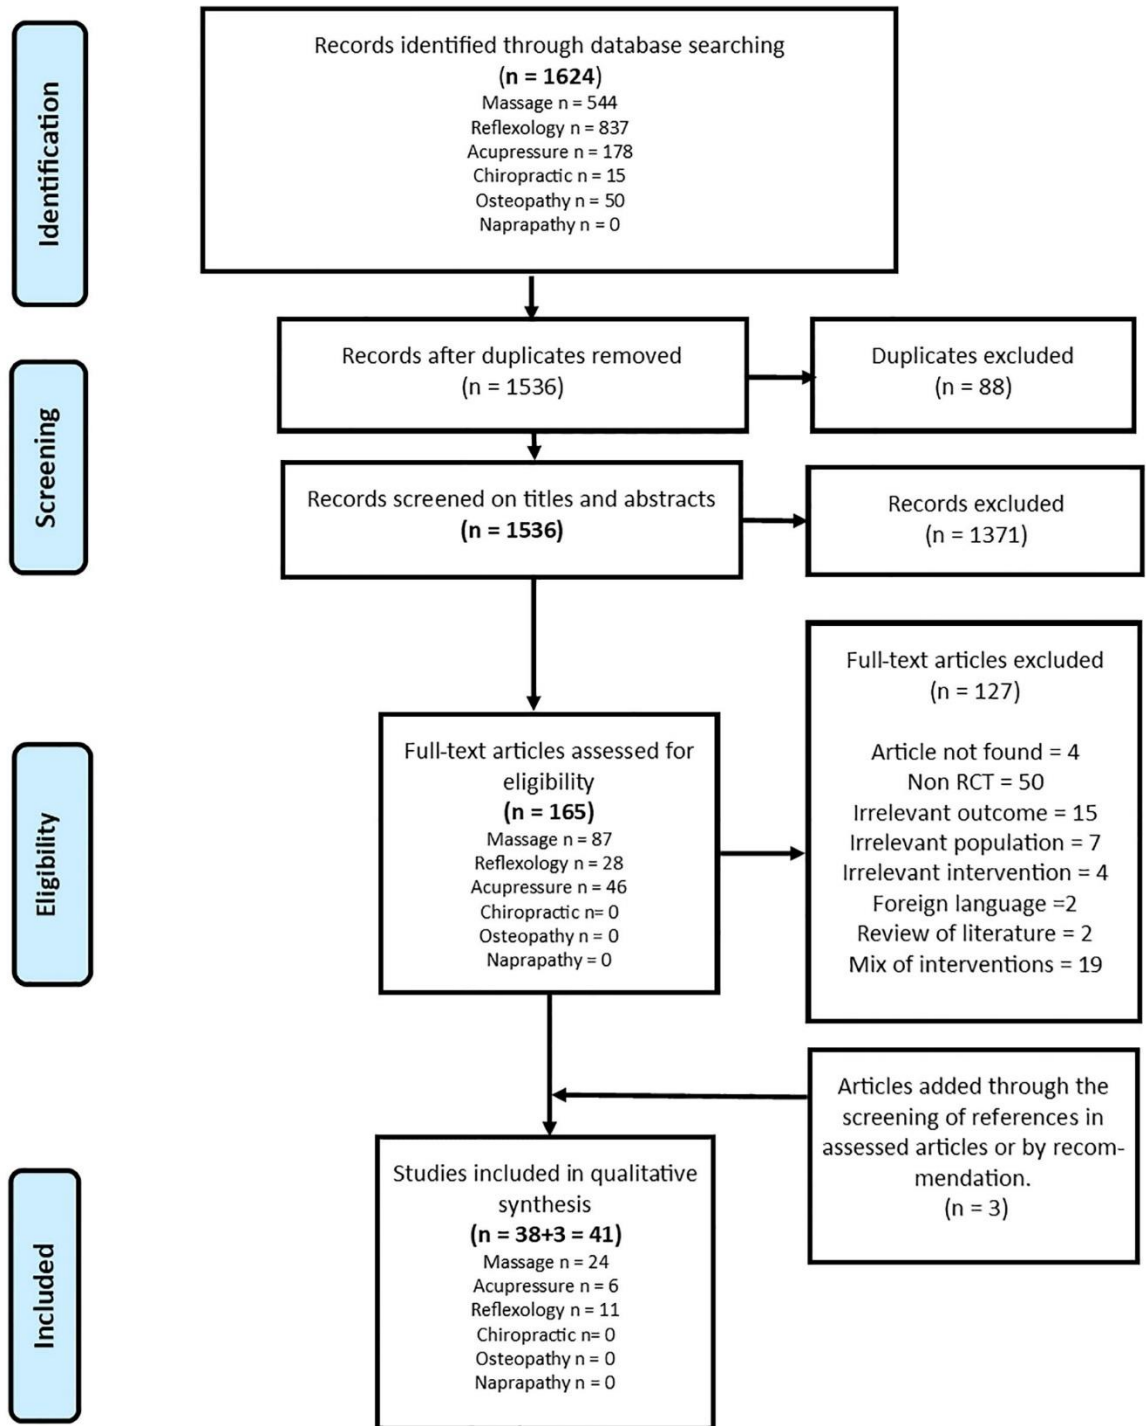 Identification
Records identified through database searching
(n = 1624)
Massage n = 544
Reflexology n = 837
Acupressure n = 178
Chiropractic n = 15
Osteopathy n = 50
Naprapathy n = 0
Screening
Records after duplicates removed
(n = 1536)
Duplicates excluded
(n = 88)
Records screened on titles and abstracts
(n = 1536)
Records excluded
(n = 1371)
Eligibility
Full-text articles assessed for
eligibility
(n = 165)
Massage n = 87
Reflexology n = 28
Acupressure n = 46
Chiropractic n= 0
Osteopathy n = 0
Naprapathy = 0
Full-text articles excluded
(n = 127)
Article not found = 4
Non RCT = 50
Irrelevant outcome = 15
Irrelevant population = 7
Irrelevant intervention = 4
Foreign language =2
Review of literature = 2
Mix of interventions = 19
Articles added through the
screening of references in
assessed articles or by recom-
mendation.
(n = 3)
Included
Studies included in qualitative
synthesis
(n = 38+3 = 41)
Massage n = 24
Acupressure n = 6
Reflexology n = 11
Chiropractic n= 0
Osteopathy n = 0
Naprapathy n = 0